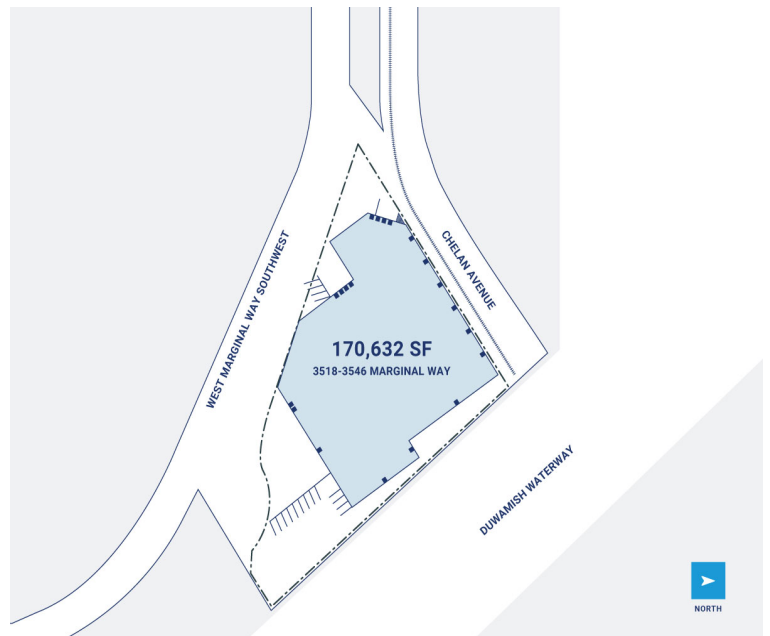 WEST MARGINAL WAY SOUTHWEST
CHELAN AVENUE
170,632 SF
3518-3546 MARGINAL WAY
DUWAMISH WATERWAY
NORTH